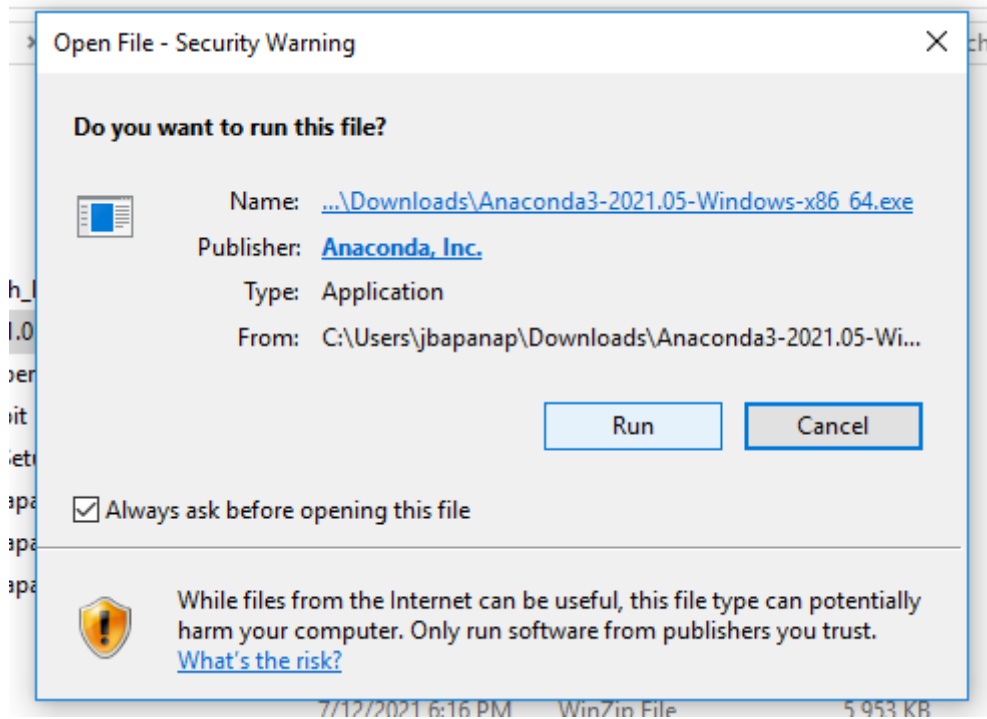 Open File - Security Warning
Do you want to run this file?
Name: ...\Downloads\Anaconda3-2021.05-Windows-x86_64.exe
Publisher: Anaconda, Inc.
Type: Application
From: C:\Users\jbapanap\Downloads\Anaconda3-2021.05-Wi...
Run Cancel
Always ask before opening this file
While files from the Internet can be useful, this file type can potentially
harm your computer. Only run software from publishers you trust.
What's the risk?
7/12/2021 6:16 PM WinZip File 5 953 KB